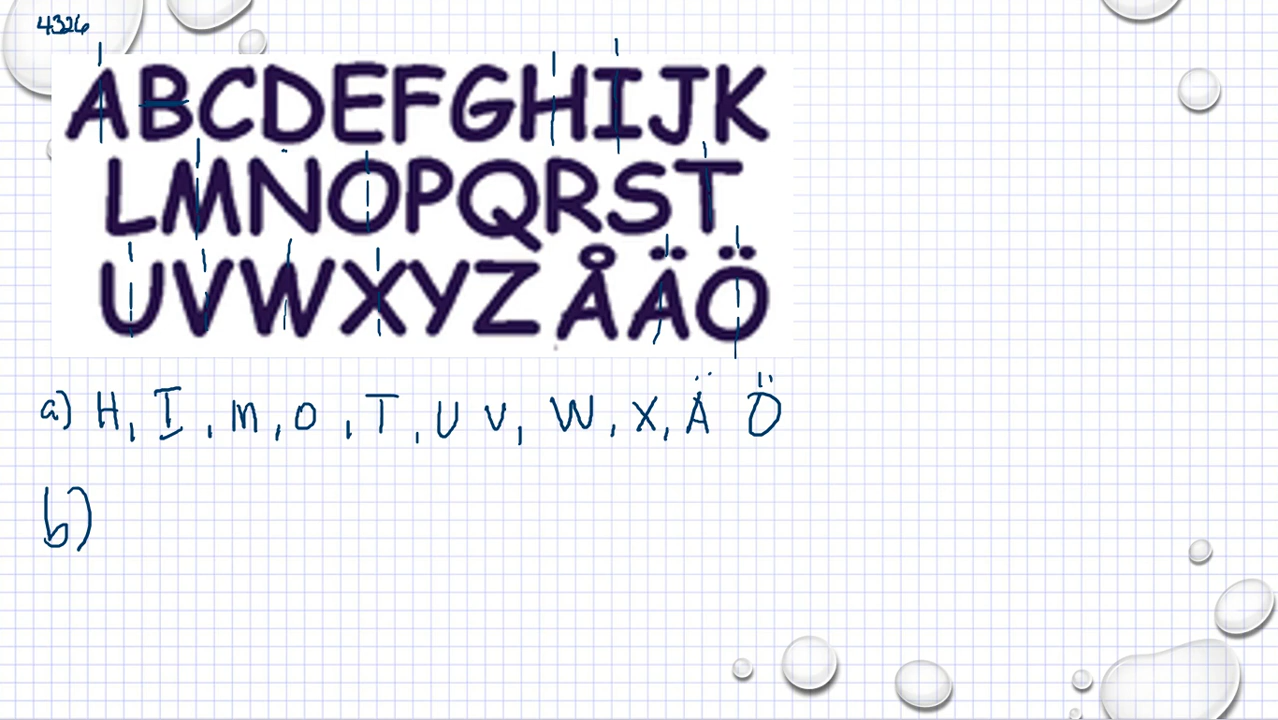 4326
ABCDEFGHIJK
LMNOPQRST
UVWXYZÅÄÖ
a) H, I, M, O, T, U V, W, X, Ä Ö
b)